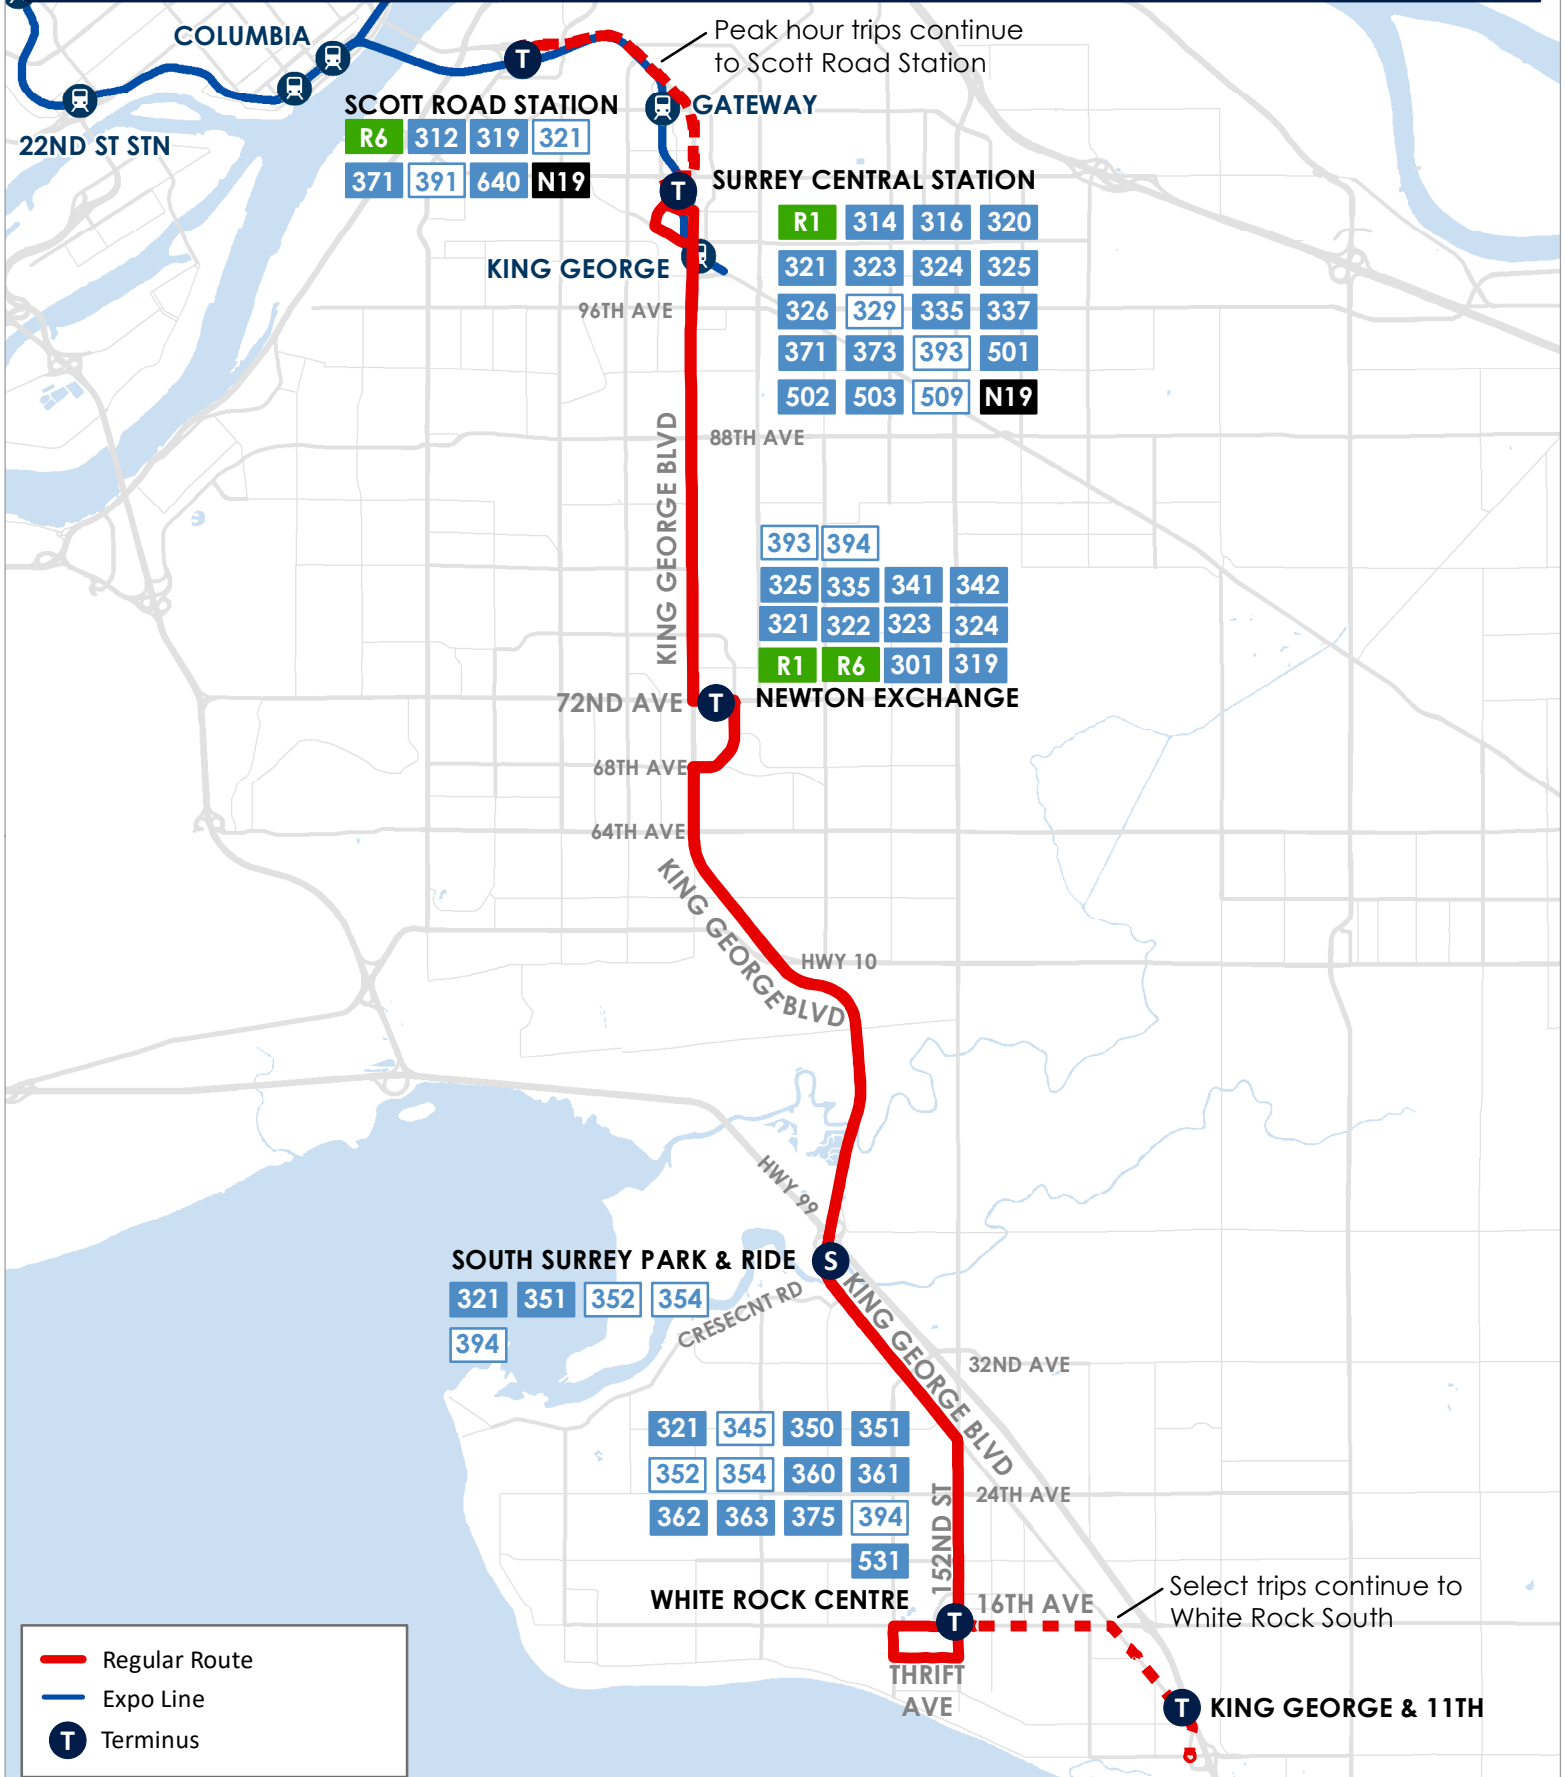 COLUMBIA
22ND ST STN
T
Peak hour trips continue
to Scott Road Station
SCOTT ROAD STATION
R6 312 319 321
371 391 640 N19
GATEWAY
T
SURREY CENTRAL STATION
R1 314 316 320
321 323 324 325
326 329 335 337
371 373 393 501
502 503 509 N19
KING GEORGE
96TH AVE
88TH AVE
KING GEORGE BLVD
393 394
325 335 341 342
321 322 323 324
R1 R6 301 319
72ND AVE
T
NEWTON EXCHANGE
68TH AVE
64TH AVE
KING GEORGE BLVD
HWY 10
HWY 99
SOUTH SURREY PARK & RIDE
S
321 351 352 354
394
CRESECNT RD
KING GEORGE BLVD
32ND AVE
321 345 350 351
352 354 360 361
362 363 375 394
531
24TH AVE
152ND ST
WHITE ROCK CENTRE
T
16TH AVE
Select trips continue to
White Rock South
THRIFT
AVE
T
KING GEORGE & 11TH
Regular Route
Expo Line
T Terminus